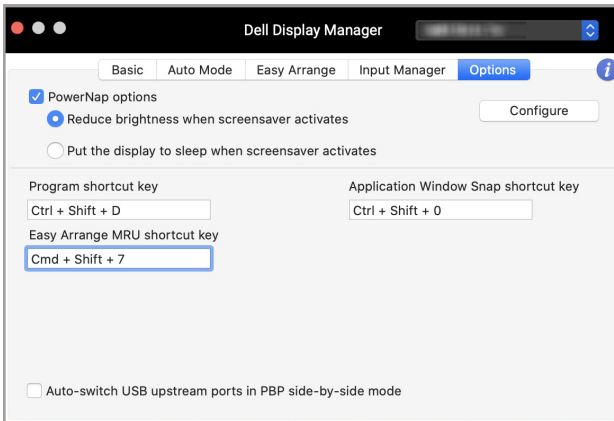 Dell Display Manager
Basic Auto Mode Easy Arrange Input Manager Options
i
PowerNap options
Configure
Reduce brightness when screensaver activates
Put the display to sleep when screensaver activates
Program shortcut key
Application Window Snap shortcut key
Ctrl + Shift + D
Ctrl + Shift + 0
Easy Arrange MRU shortcut key
Cmd + Shift + 7
Auto-switch USB upstream ports in PBP side-by-side mode